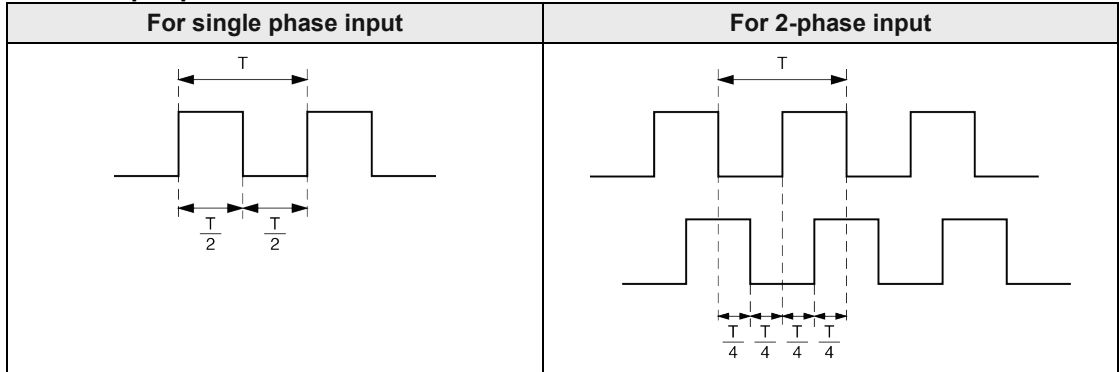 For single phase input
For 2-phase input
T
T/2 T/2
T
T/4 T/4 T/4 T/4